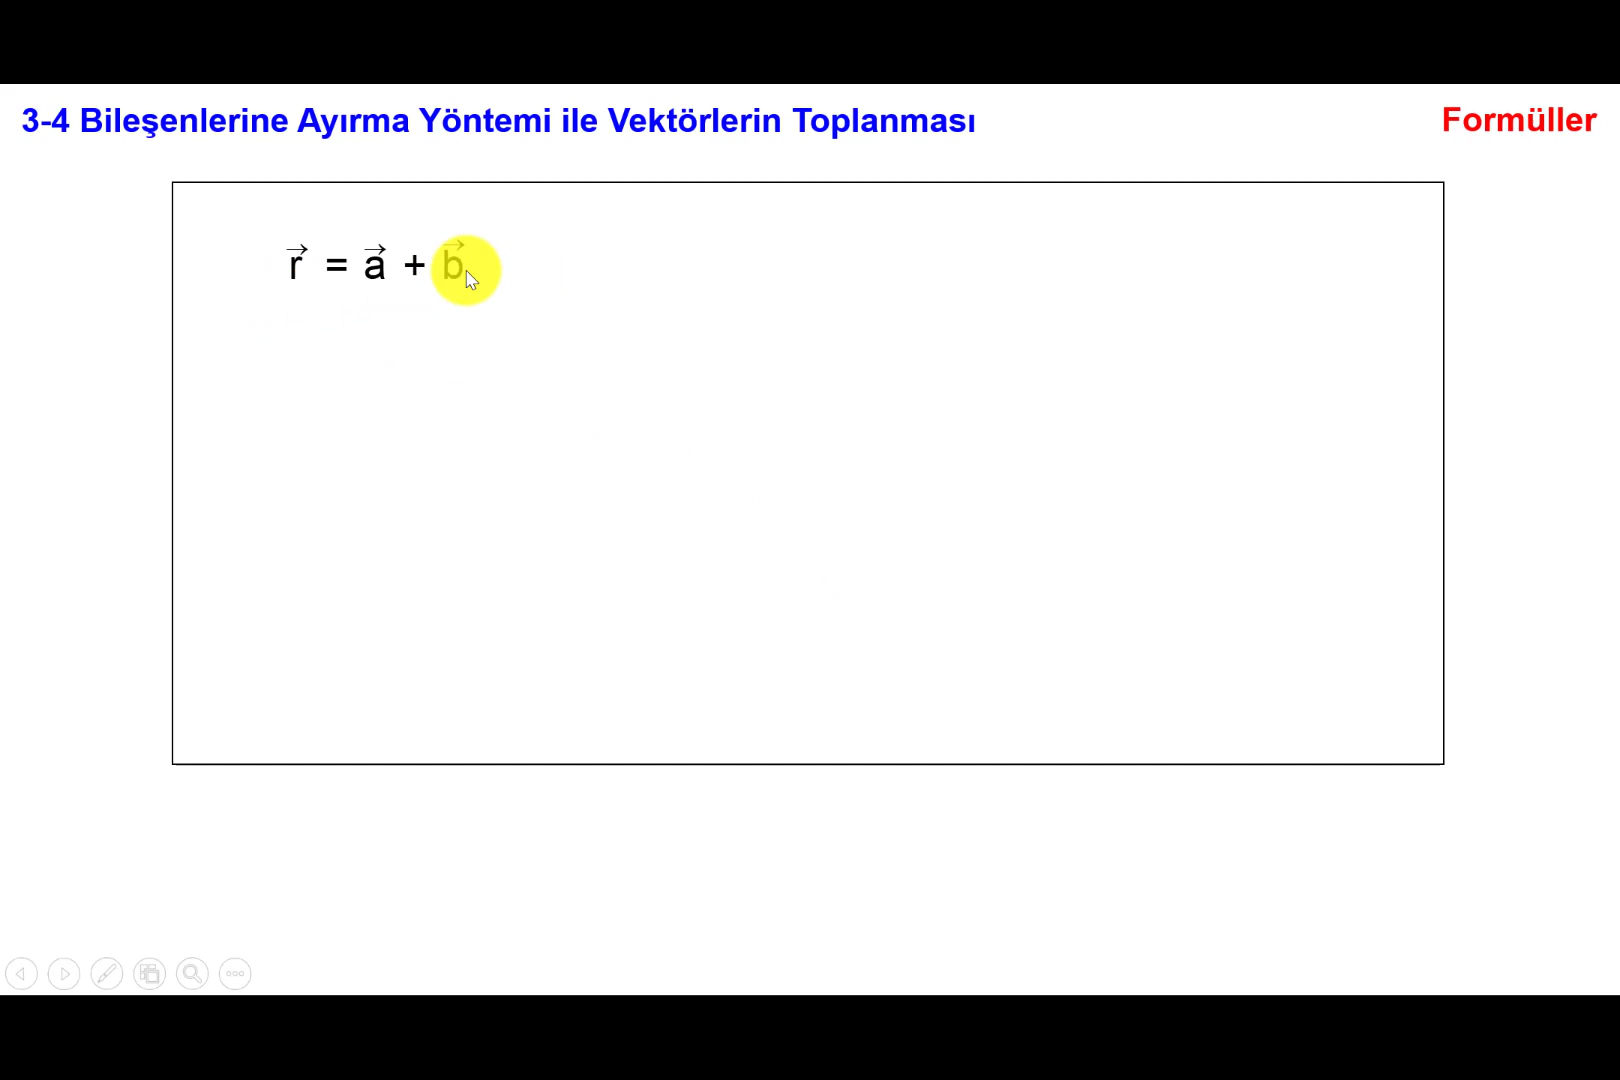 3-4 Bileşenlerine Ayırma Yöntemi ile Vektörlerin Toplanması
Formüller
r⃗ = a⃗ + b⃗